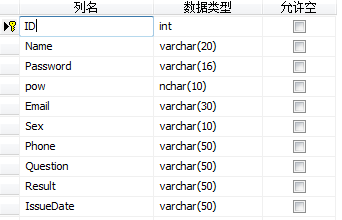 列名 数据类型 允许空
ID int
Name varchar(20)
Password varchar(16)
pow nchar(10)
Email varchar(30)
Sex varchar(10)
Phone varchar(50)
Question varchar(50)
Result varchar(50)
IssueDate varchar(50)